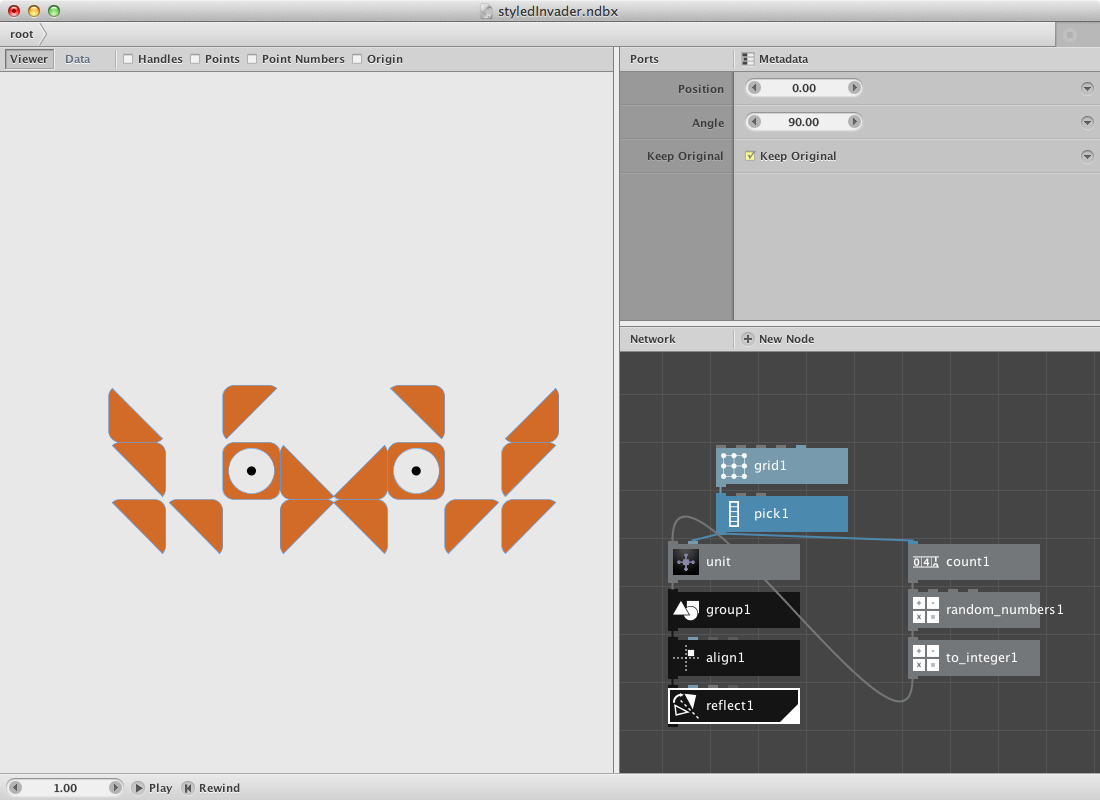 styledInvader.ndbx
root
Viewer Data Handles Points Point Numbers Origin
Ports Metadata
Position 0.00
Angle 90.00
Keep Original Keep Original
Network New Node
grid1
pick1
unit count1
group1 random_numbers1
align1 to_integer1
reflect1
1.00 Play Rewind